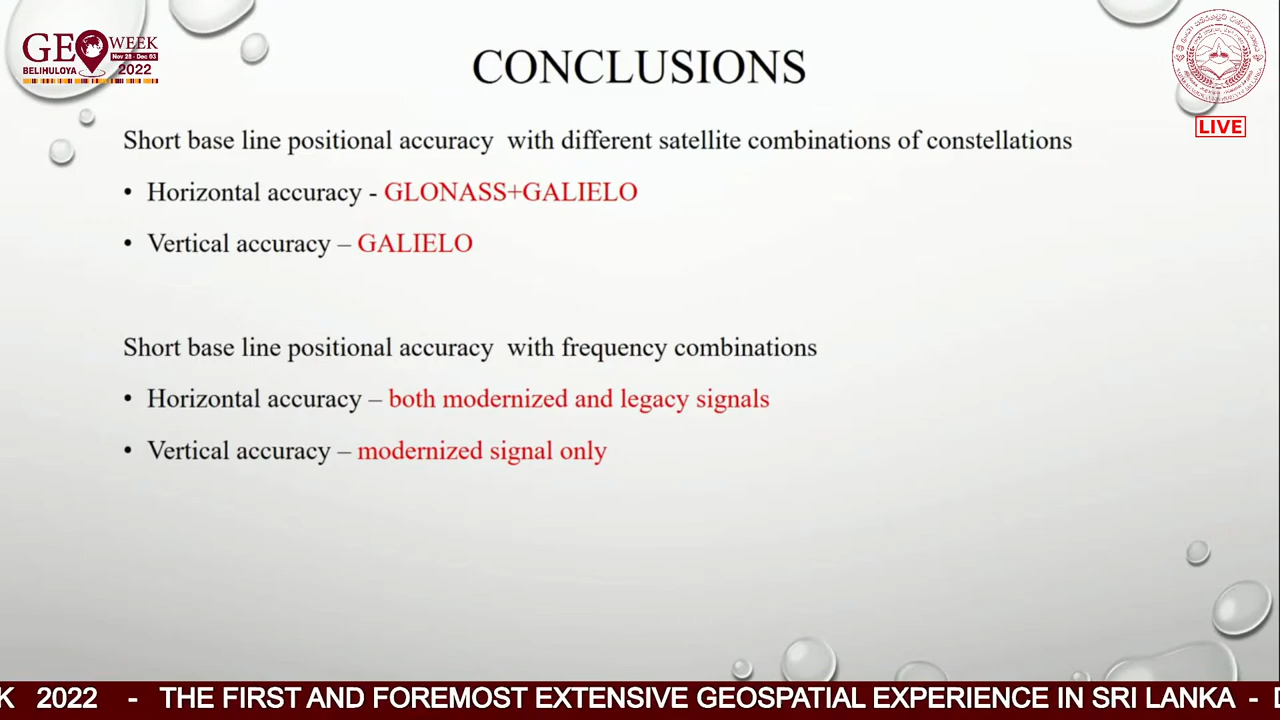 GEO WEEK
Nov 28 - Dec 03
BELIHULOYA 2022
LIVE
CONCLUSIONS
Short base line positional accuracy with different satellite combinations of constellations
• Horizontal accuracy - GLONASS+GALIELO
• Vertical accuracy – GALIELO
Short base line positional accuracy with frequency combinations
• Horizontal accuracy – both modernized and legacy signals
• Vertical accuracy – modernized signal only
K 2022 - THE FIRST AND FOREMOST EXTENSIVE GEOSPATIAL EXPERIENCE IN SRI LANKA - D